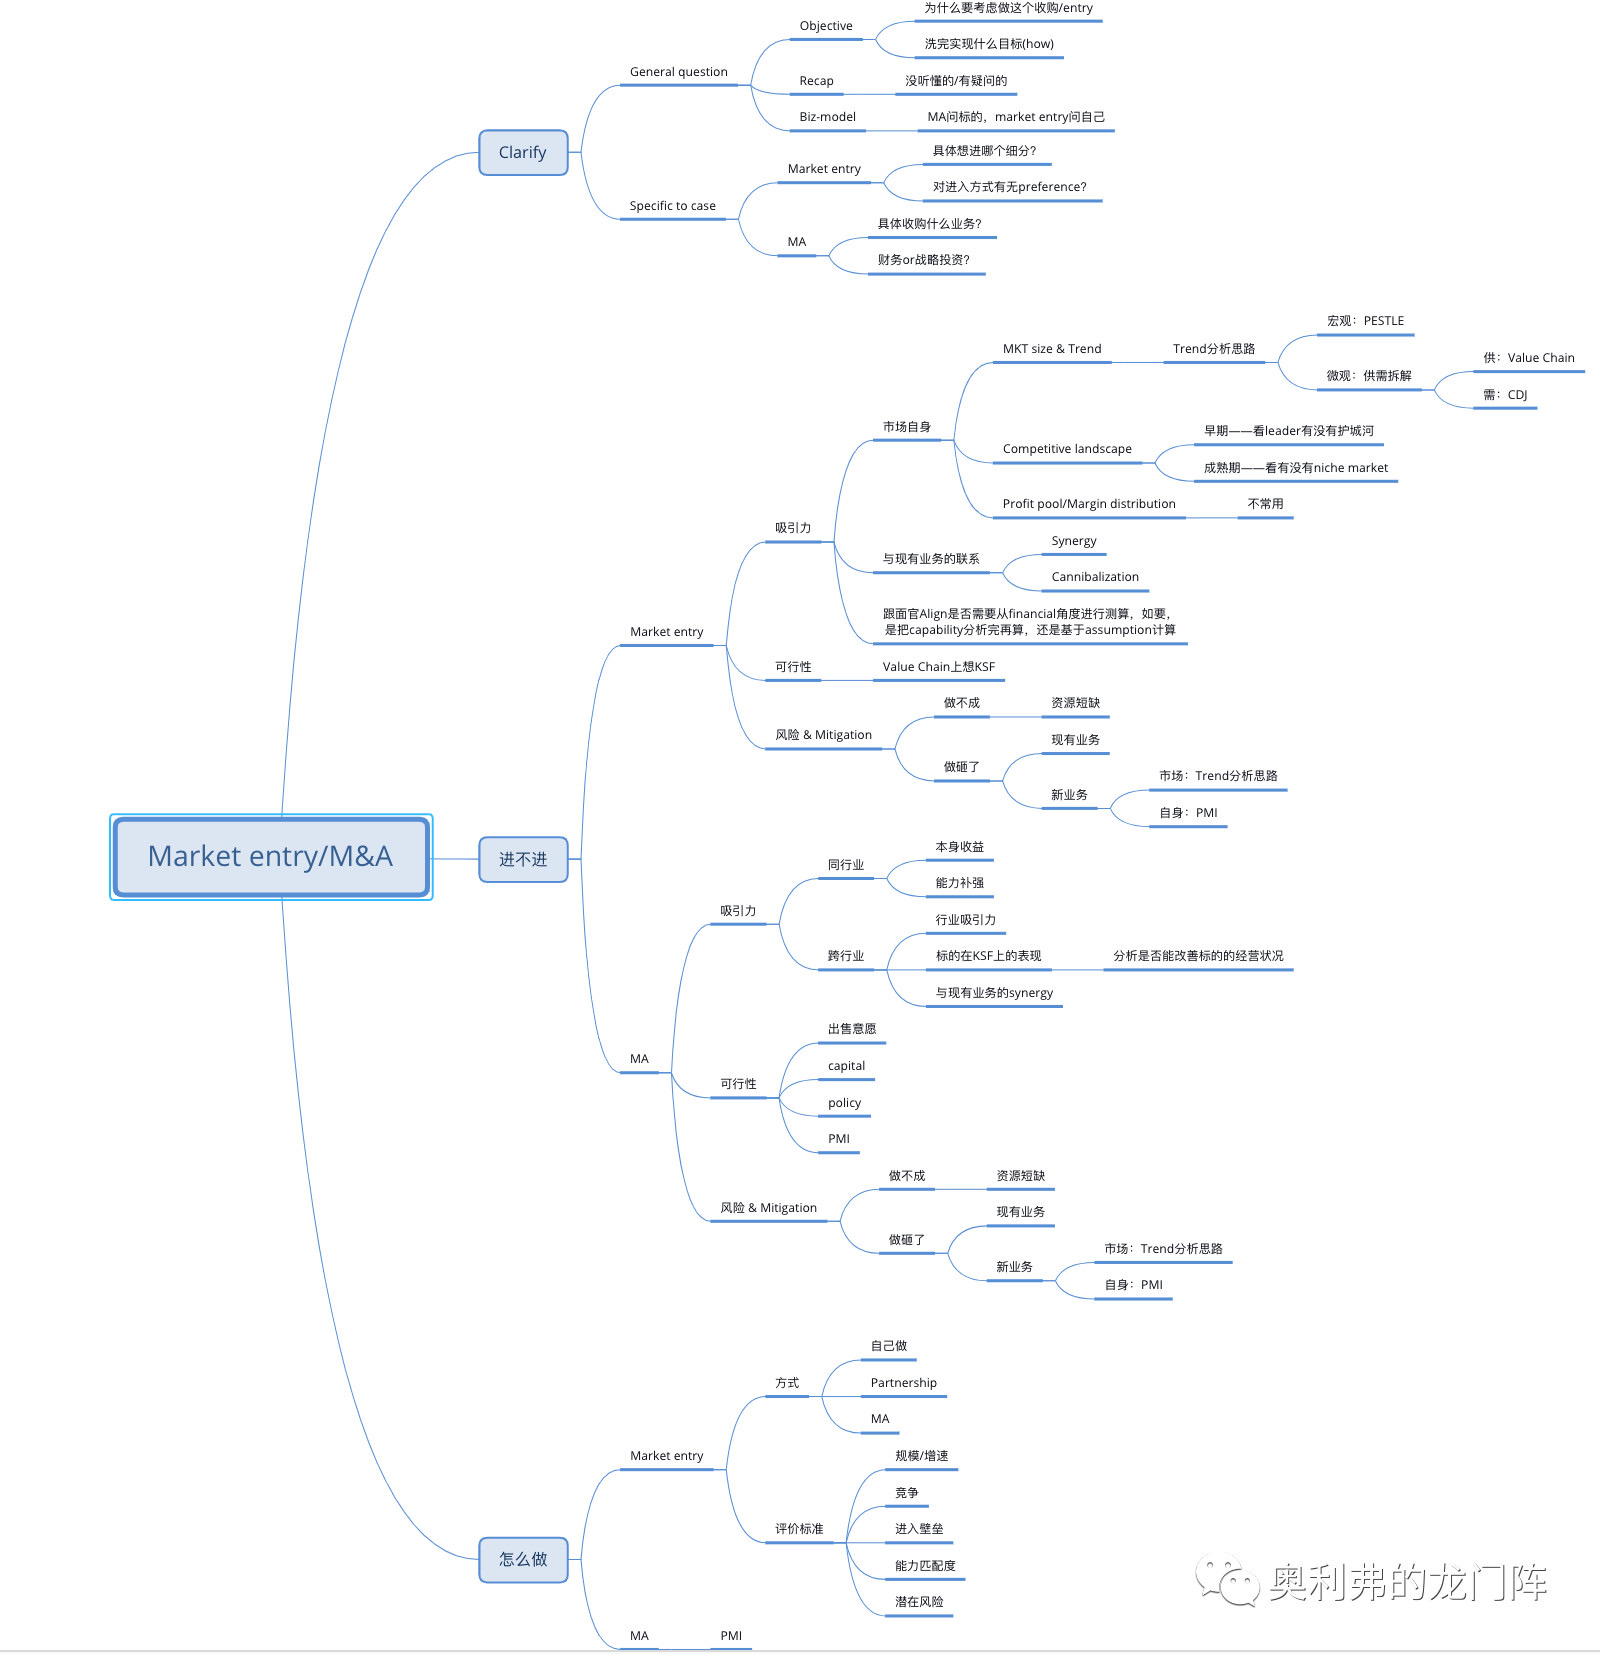 Market entry/M&A
Clarify
General question
Objective
为什么要考虑做这个收购/entry
洗完实现什么目标(how)
Recap
没听懂的/有疑问的
Biz-model
MA问标的，market entry问自己
Specific to case
Market entry
具体想进哪个细分？
对进入方式有无preference？
MA
具体收购什么业务？
财务or战略投资？
进不进
Market entry
吸引力
市场自身
MKT size & Trend
Trend分析思路
宏观：PESTLE
微观：供需拆解
供：Value Chain
需：CDJ
Competitive landscape
早期——看leader有没有护城河
成熟期——看有没有niche market
Profit pool/Margin distribution
不常用
与现有业务的联系
Synergy
Cannibalization
跟面官Align是否需要从financial角度进行测算，如要，
是把capability分析完再算，还是基于assumption计算
可行性
Value Chain上想KSF
风险 & Mitigation
做不成
资源短缺
做砸了
现有业务
新业务
市场：Trend分析思路
自身：PMI
MA
吸引力
同行业
本身收益
能力补强
跨行业
行业吸引力
标的在KSF上的表现
分析是否能改善标的的经营状况
与现有业务的synergy
可行性
出售意愿
capital
policy
PMI
风险 & Mitigation
做不成
资源短缺
做砸了
现有业务
新业务
市场：Trend分析思路
自身：PMI
怎么做
Market entry
方式
自己做
Partnership
MA
评价标准
规模/增速
竞争
进入壁垒
能力匹配度
潜在风险
MA
PMI
奥利弗的龙门阵